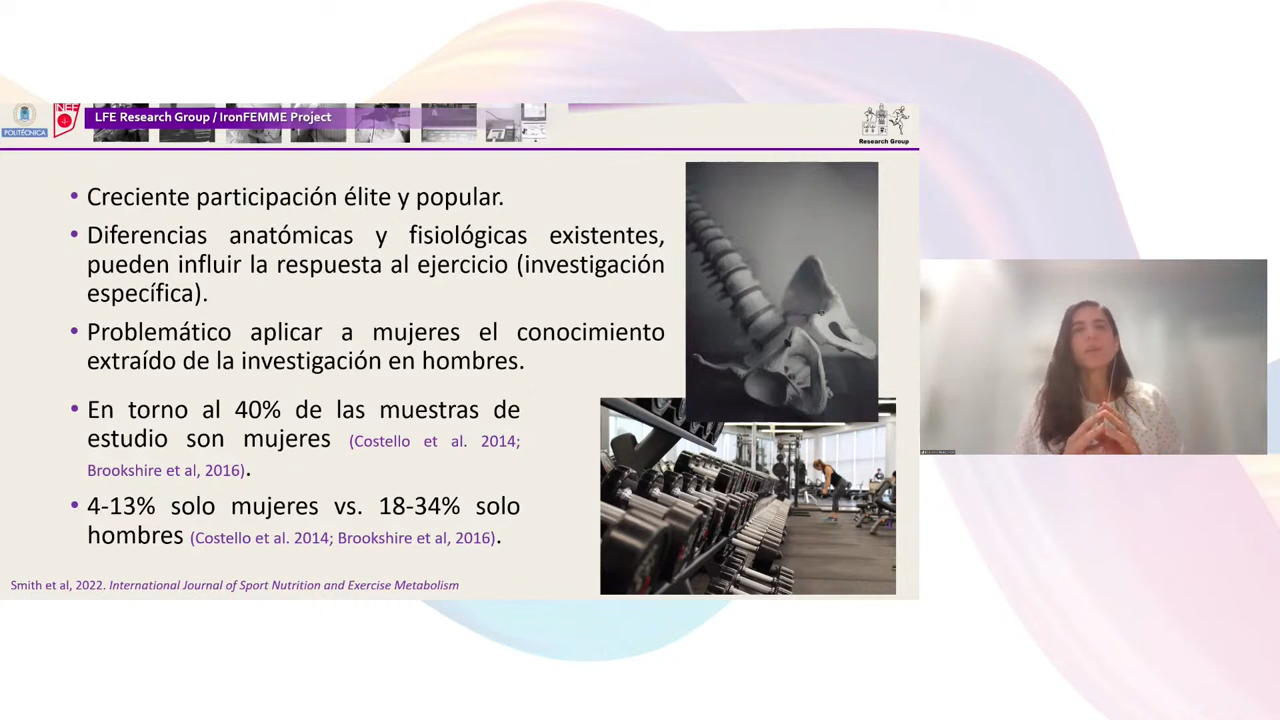 POLITÉCNICA
INEF
LFE Research Group / IronFEMME Project
Research Group
• Creciente participación élite y popular.
• Diferencias anatómicas y fisiológicas existentes,
pueden influir la respuesta al ejercicio (investigación
específica).
• Problemático aplicar a mujeres el conocimiento
extraído de la investigación en hombres.
• En torno al 40% de las muestras de
estudio son mujeres (Costello et al. 2014;
Brookshire et al, 2016).
• 4-13% solo mujeres vs. 18-34% solo
hombres (Costello et al. 2014; Brookshire et al, 2016).
Smith et al, 2022. International Journal of Sport Nutrition and Exercise Metabolism